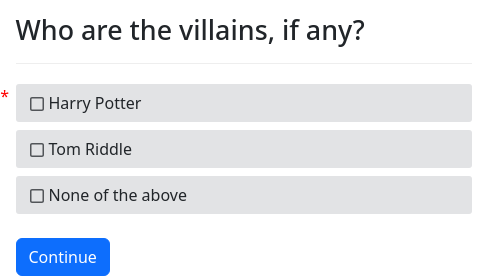 Who are the villains, if any?
* Harry Potter
Tom Riddle
None of the above
Continue